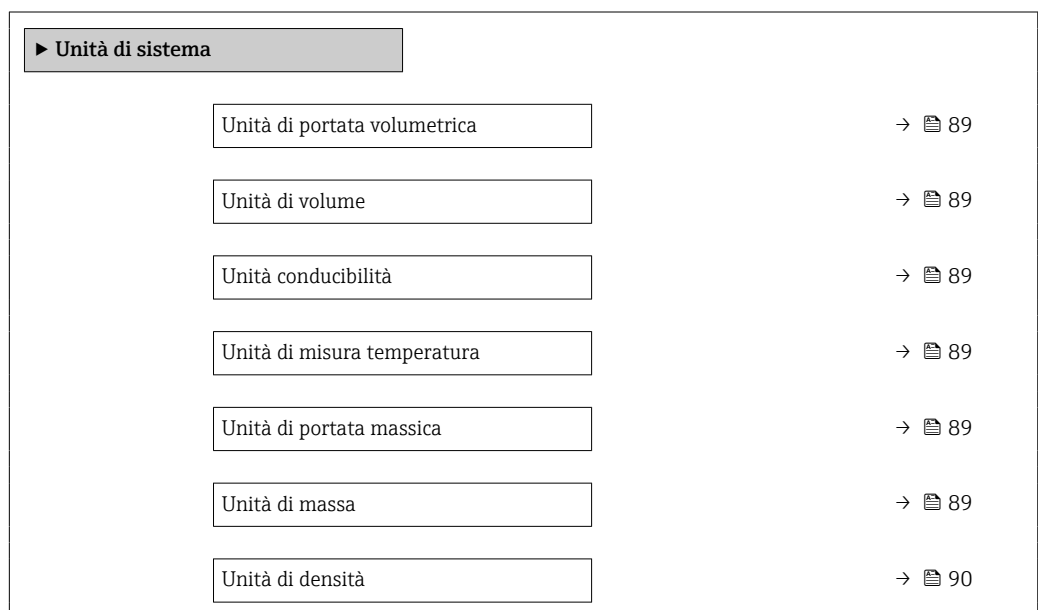 ▶ Unità di sistema
Unità di portata volumetrica → 89
Unità di volume → 89
Unità conducibilità → 89
Unità di misura temperatura → 89
Unità di portata massica → 89
Unità di massa → 89
Unità di densità → 90